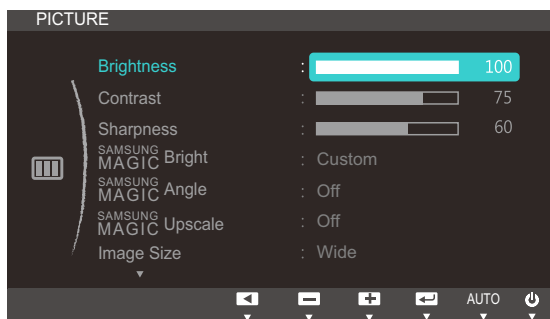 PICTURE
Brightness : 100
Contrast : 75
Sharpness : 60
SAMSUNG MAGIC Bright : Custom
SAMSUNG MAGIC Angle : Off
SAMSUNG MAGIC Upscale : Off
Image Size : Wide
AUTO